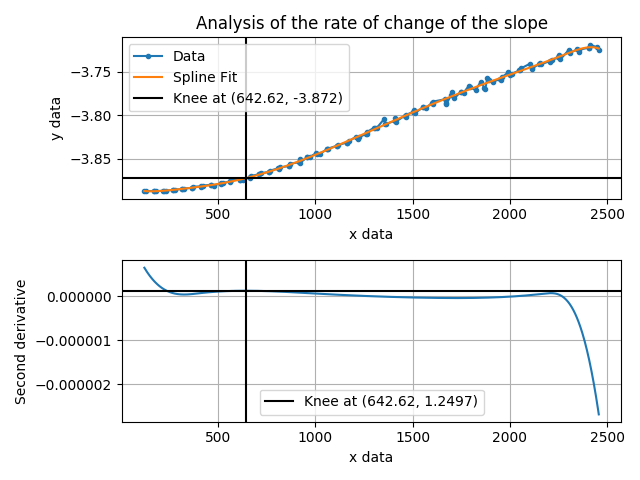 Analysis of the rate of change of the slope
Data
Spline Fit
Knee at (642.62, -3.872)
−3.75
−3.80
−3.85
y data
500 1000 1500 2000 2500
x data
0.000000
−0.000001
−0.000002
Second derivative
Knee at (642.62, 1.2497)
500 1000 1500 2000 2500
x data